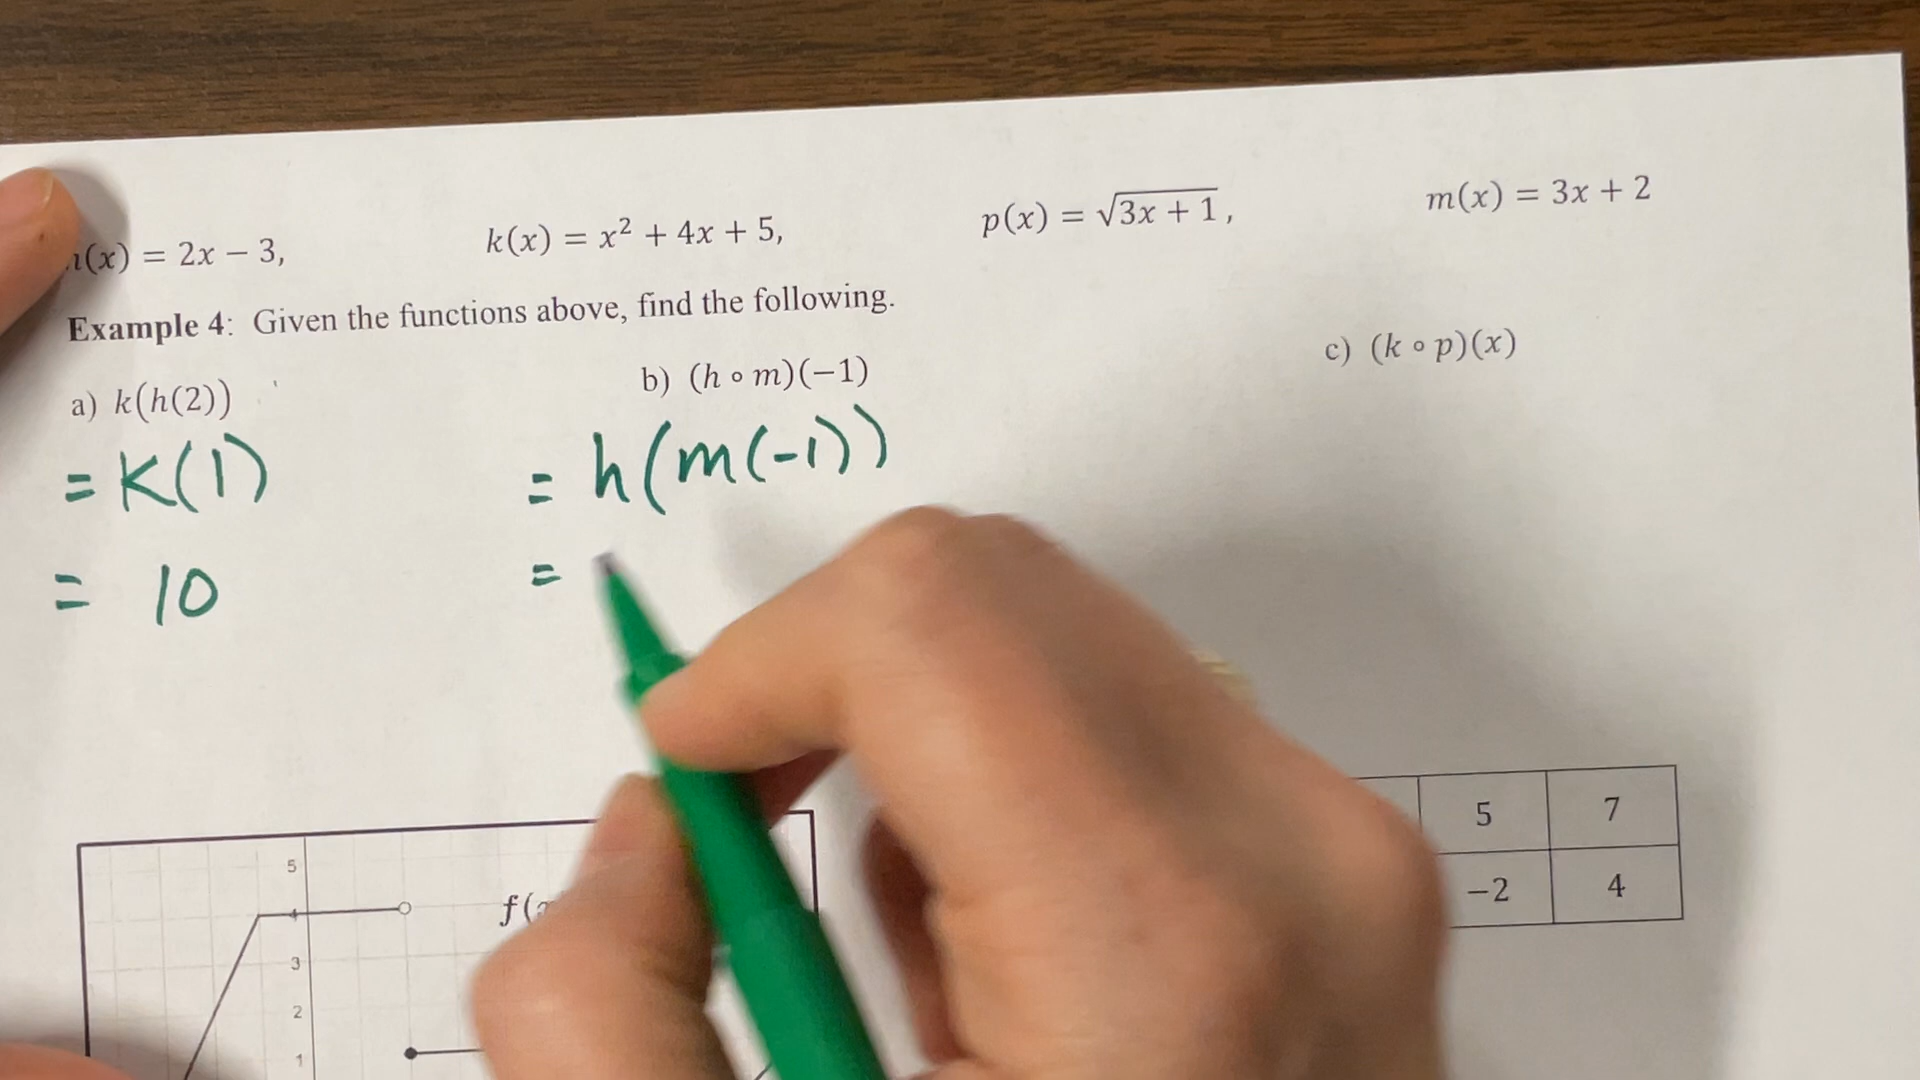 (x) = 2x − 3, k(x) = x² + 4x + 5, p(x) = √(3x + 1), m(x) = 3x + 2
Example 4: Given the functions above, find the following.
a) k(h(2)) b) (h ∘ m)(−1) c) (k ∘ p)(x)
= K(1) = h(m(-1))
= 10 =
5 7
−2 4
5
4
3
2
1
f(